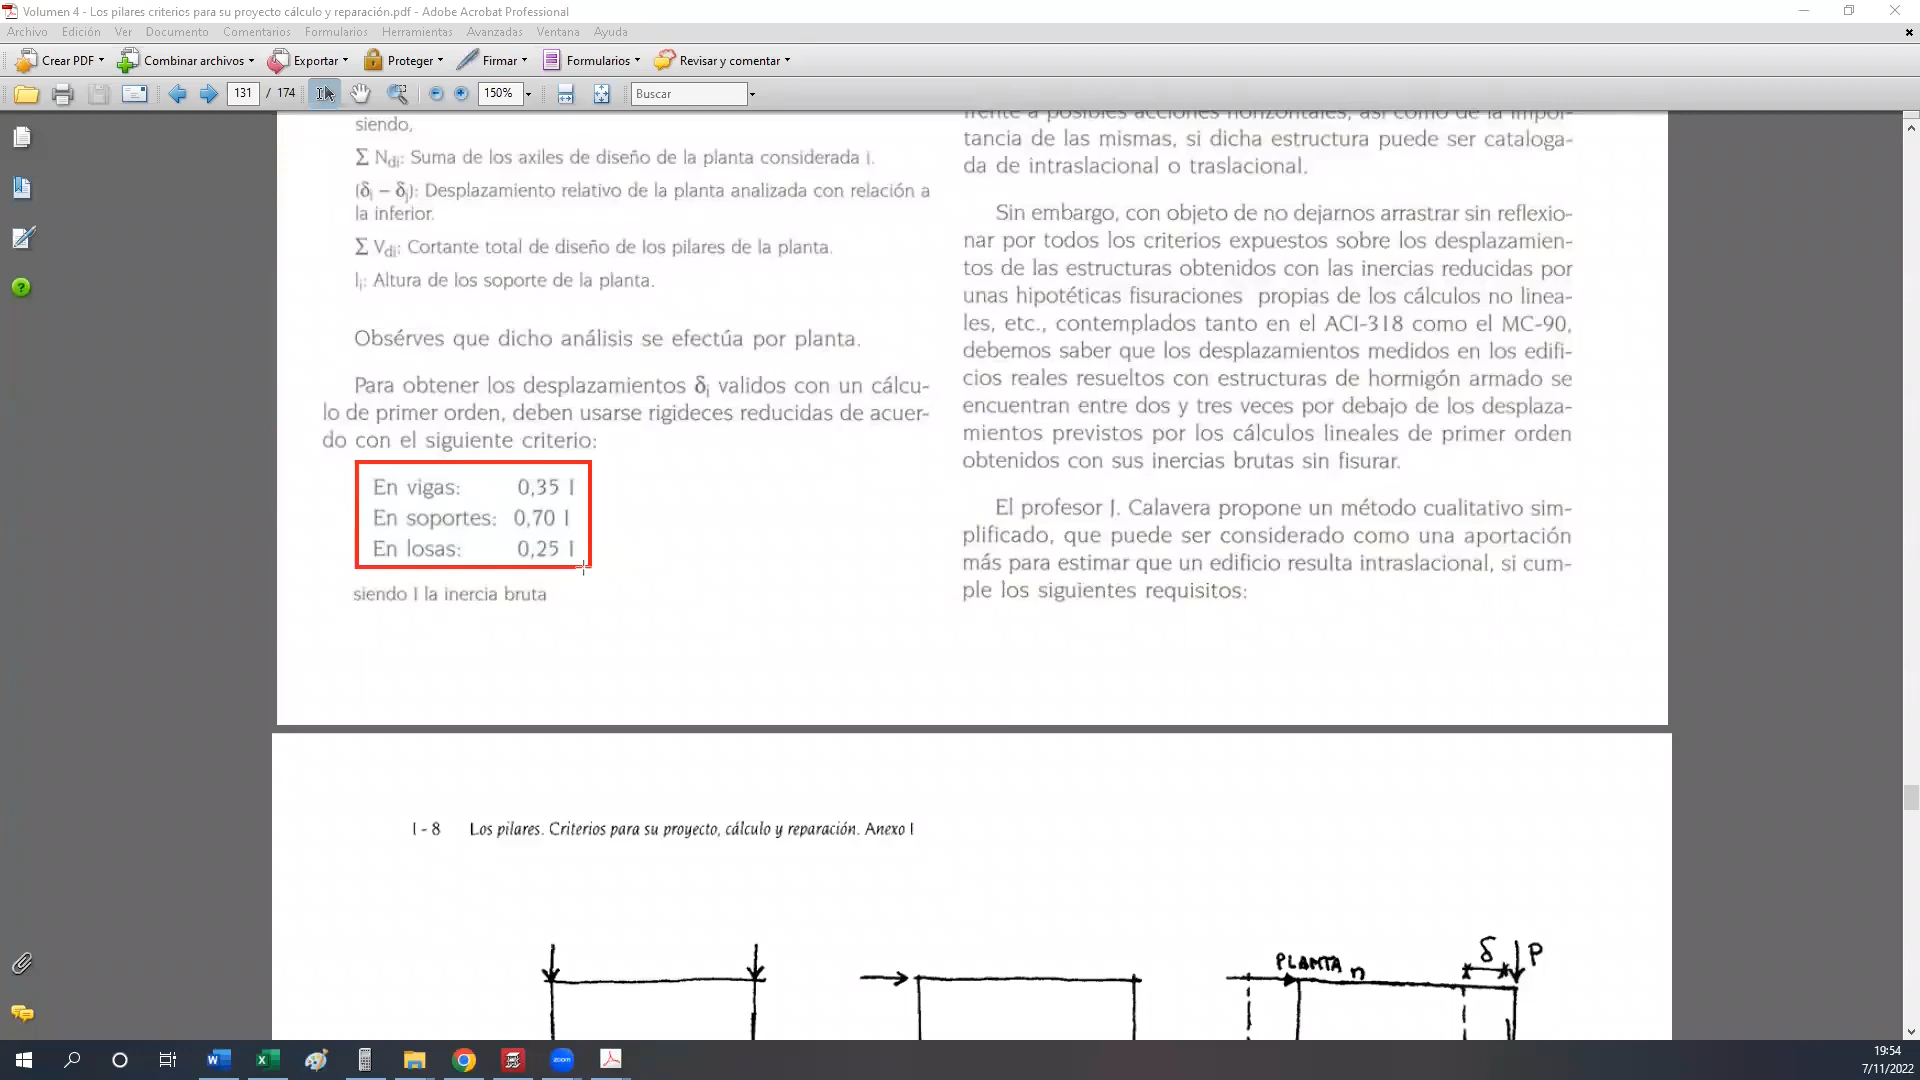 Volumen 4 - Los pilares criterios para su proyecto cálculo y reparación.pdf - Adobe Acrobat Professional
Archivo Edición Ver Documento Comentarios Formularios Herramientas Avanzadas Ventana Ayuda
Crear PDF Combinar archivos Exportar Proteger Firmar Formularios Revisar y comentar
131 / 174 150% Buscar
siendo,
∑ Ndi: Suma de los axiles de diseño de la planta considerada i.
(δi – δj): Desplazamiento relativo de la planta analizada con relación a
la inferior.
∑ Vdi: Cortante total de diseño de los pilares de la planta.
li: Altura de los soporte de la planta.
Obsérves que dicho análisis se efectúa por planta.
Para obtener los desplazamientos δi validos con un cálcu-
lo de primer orden, deben usarse rigideces reducidas de acuer-
do con el siguiente criterio:
En vigas: 0,35 I
En soportes: 0,70 I
En losas: 0,25 I
siendo I la inercia bruta
frente a posibles acciones horizontales, así como de la impor-
tancia de las mismas, si dicha estructura puede ser cataloga-
da de intraslacional o traslacional.
Sin embargo, con objeto de no dejarnos arrastrar sin reflexio-
nar por todos los criterios expuestos sobre los desplazamien-
tos de las estructuras obtenidos con las inercias reducidas por
unas hipotéticas fisuraciones propias de los cálculos no linea-
les, etc., contemplados tanto en el ACI-318 como el MC-90,
debemos saber que los desplazamientos medidos en los edifi-
cios reales resueltos con estructuras de hormigón armado se
encuentran entre dos y tres veces por debajo de los desplaza-
mientos previstos por los cálculos lineales de primer orden
obtenidos con sus inercias brutas sin fisurar.
El profesor J. Calavera propone un método cualitativo sim-
plificado, que puede ser considerado como una aportación
más para estimar que un edificio resulta intraslacional, si cum-
ple los siguientes requisitos:
I - 8 Los pilares. Criterios para su proyecto, cálculo y reparación. Anexo I
PLANTA n
δ P
zoom
19:54
7/11/2022